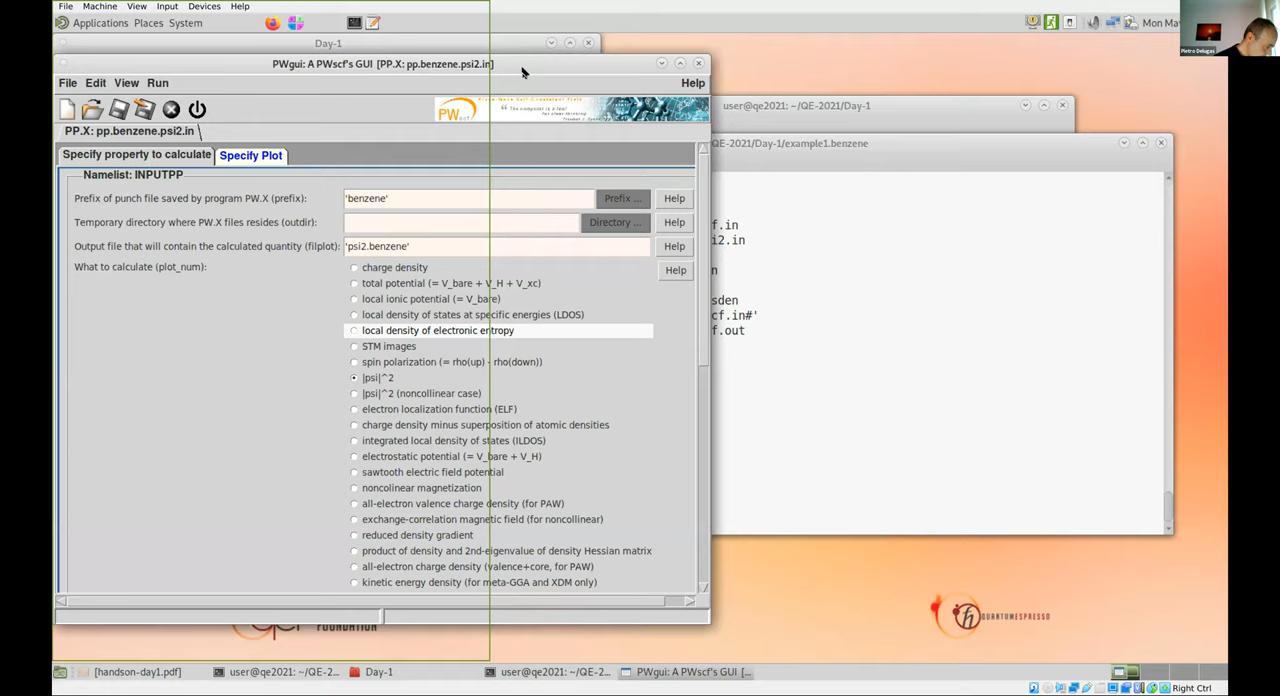 File Machine View Input Devices Help
Applications Places System
Mon Ma
Pietro Delugas
Day-1
PWgui: A PWscf's GUI [PP.X: pp.benzene.psi2.in]
File Edit View Run Help
PW
PP.X: pp.benzene.psi2.in
user@qe2021: ~/QE-2021/Day-1
QE-2021/Day-1/example1.benzene
Specify property to calculate Specify Plot
Namelist: INPUTPP
Prefix of punch file saved by program PW.X (prefix): 'benzene' Prefix ... Help
Temporary directory where PW.X files resides (outdir): Directory ... Help
Output file that will contain the calculated quantity (filplot): 'psi2.benzene' Help
What to calculate (plot_num): Help
charge density
total potential (= V_bare + V_H + V_xc)
local ionic potential (= V_bare)
local density of states at specific energies (LDOS)
local density of electronic entropy
STM images
spin polarization (= rho(up) - rho(down))
|psi|^2
|psi|^2 (noncollinear case)
electron localization function (ELF)
charge density minus superposition of atomic densities
integrated local density of states (ILDOS)
electrostatic potential (= V_bare + V_H)
sawtooth electric field potential
noncolinear magnetization
all-electron valence charge density (for PAW)
exchange-correlation magnetic field (for noncollinear)
reduced density gradient
product of density and 2nd-eigenvalue of density Hessian matrix
all-electron charge density (valence+core, for PAW)
kinetic energy density (for meta-GGA and XDM only)
f.in
i2.in
n
sden
cf.in#'
f.out
FOUNDATION
QUANTUMESPRESSO
[handson-day1.pdf]
user@qe2021: ~/QE-2...
Day-1
user@qe2021: ~/QE-2...
PWgui: A PWscf's GUI [...
Right Ctrl